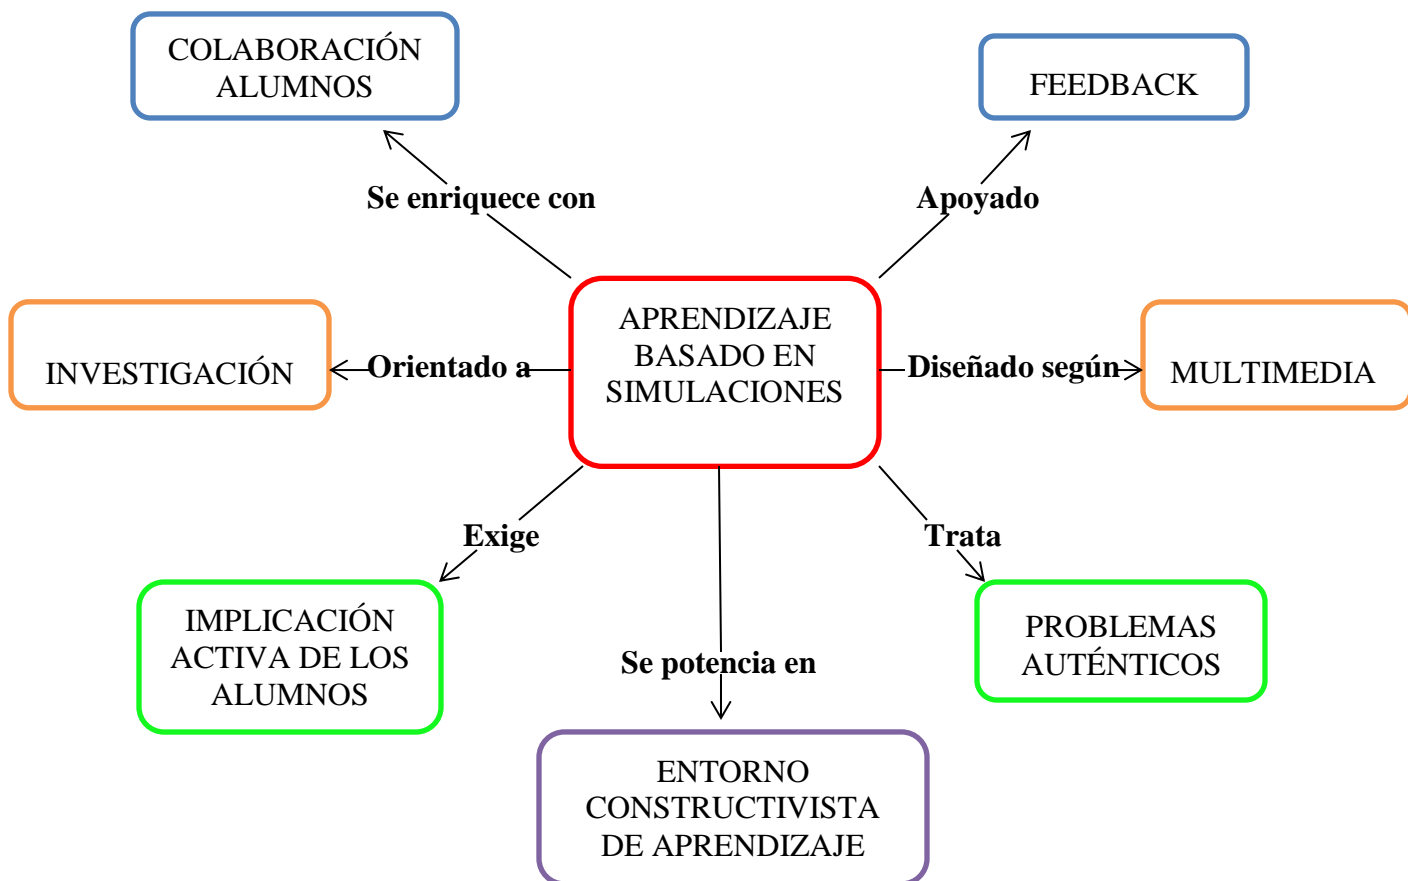 COLABORACIÓN
ALUMNOS
FEEDBACK
Se enriquece con
Apoyado
APRENDIZAJE
BASADO EN
SIMULACIONES
INVESTIGACIÓN
Orientado a
Diseñado según
MULTIMEDIA
Exige
Trata
IMPLICACIÓN
ACTIVA DE LOS
ALUMNOS
PROBLEMAS
AUTÉNTICOS
Se potencia en
ENTORNO
CONSTRUCTIVISTA
DE APRENDIZAJE